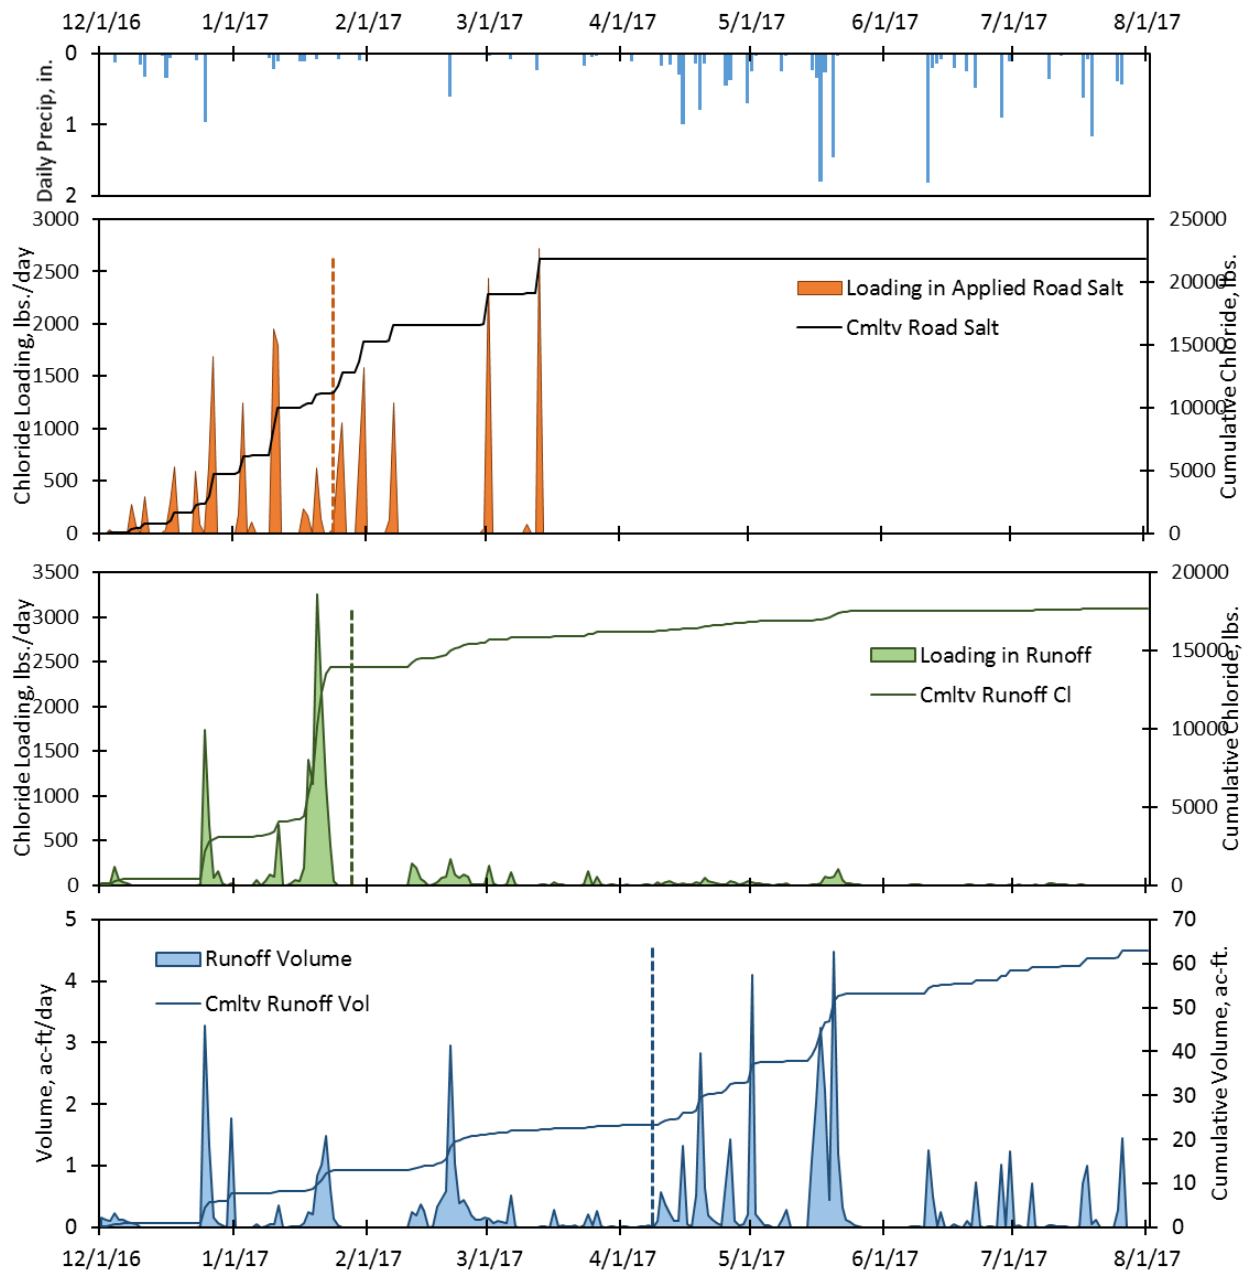 12/1/16 1/1/17 2/1/17 3/1/17 4/1/17 5/1/17 6/1/17 7/1/17 8/1/17
Daily Precip, in.
0
1
2
Chloride Loading, lbs./day
3000
2500
2000
1500
1000
500
0
Loading in Applied Road Salt
Cmltv Road Salt
25000
20000
15000
10000
5000
0
Cumulative Chloride, lbs.
Chloride Loading, lbs./day
3500
3000
2500
2000
1500
1000
500
0
Loading in Runoff
Cmltv Runoff Cl
20000
15000
10000
5000
0
Cumulative Chloride, lbs.
Volume, ac-ft/day
5
4
3
2
1
0
Runoff Volume
Cmltv Runoff Vol
70
60
50
40
30
20
10
0
Cumulative Volume, ac-ft.
12/1/16 1/1/17 2/1/17 3/1/17 4/1/17 5/1/17 6/1/17 7/1/17 8/1/17